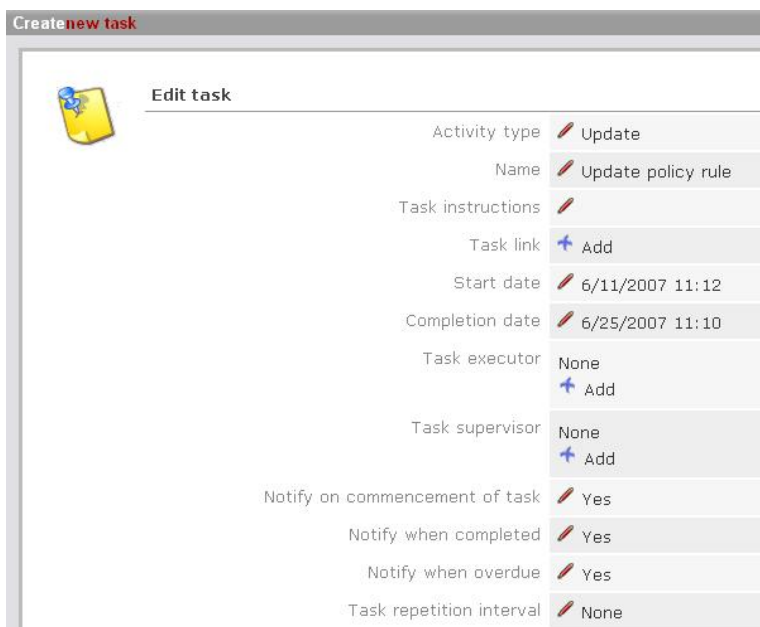 Createnew task
Edit task
Activity type Update
Name Update policy rule
Task instructions
Task link Add
Start date 6/11/2007 11:12
Completion date 6/25/2007 11:10
Task executor None
Add
Task supervisor None
Add
Notify on commencement of task Yes
Notify when completed Yes
Notify when overdue Yes
Task repetition interval None